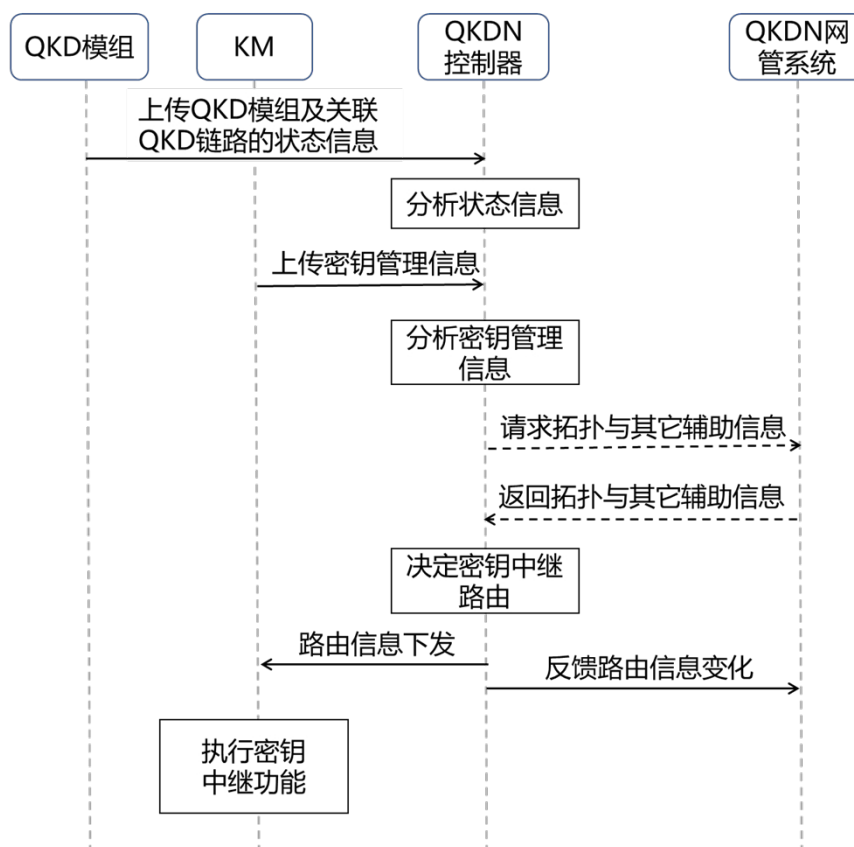 QKD模组
KM
QKDN
控制器
QKDN网
管系统
上传QKD模组及关联
QKD链路的状态信息
分析状态信息
上传密钥管理信息
分析密钥管理
信息
请求拓扑与其它辅助信息
返回拓扑与其它辅助信息
决定密钥中继
路由
路由信息下发
反馈路由信息变化
执行密钥
中继功能